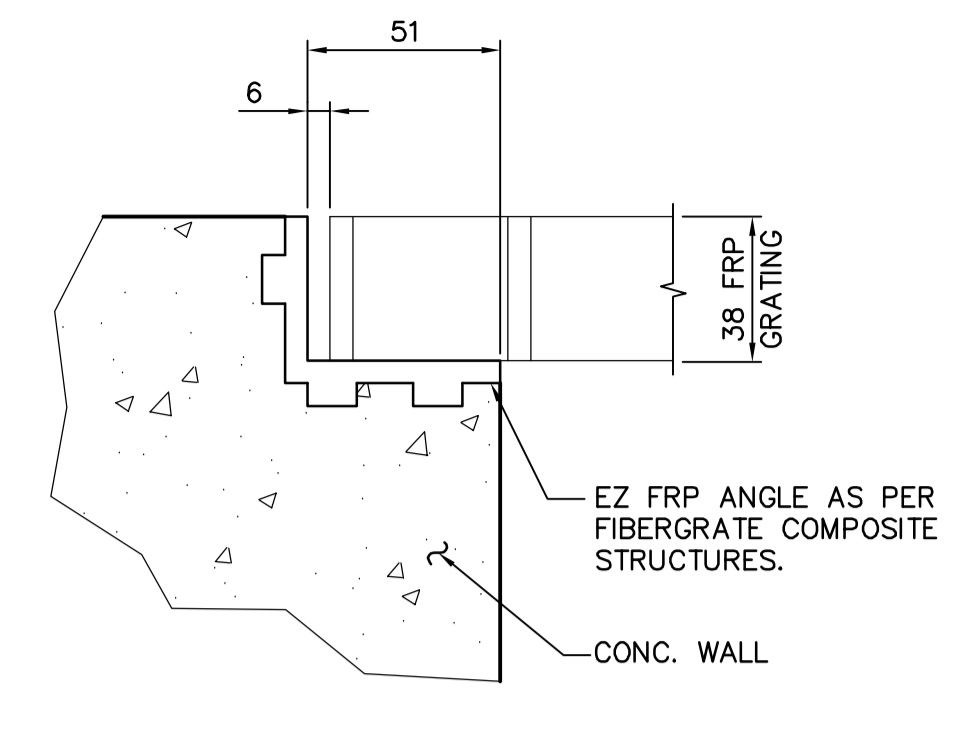 51
6
38 FRP
GRATING
EZ FRP ANGLE AS PER
FIBERGRATE COMPOSITE
STRUCTURES.
CONC. WALL